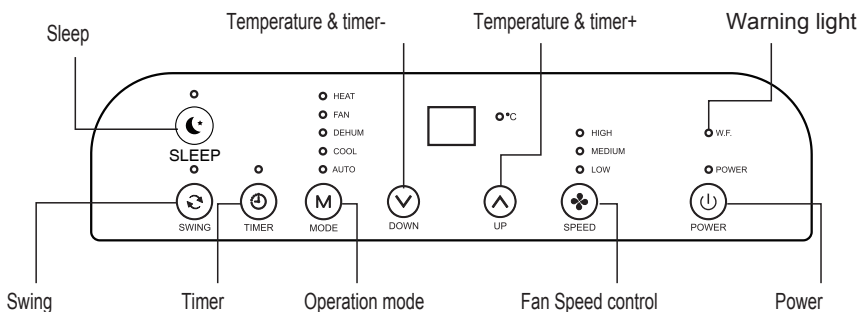 Sleep
Temperature & timer-
Temperature & timer+
Warning light
HEAT
FAN
DEHUM
COOL
AUTO
°C
HIGH
MEDIUM
LOW
W.F.
POWER
SLEEP
SWING
TIMER
M
MODE
DOWN
UP
SPEED
POWER
Swing
Timer
Operation mode
Fan Speed control
Power